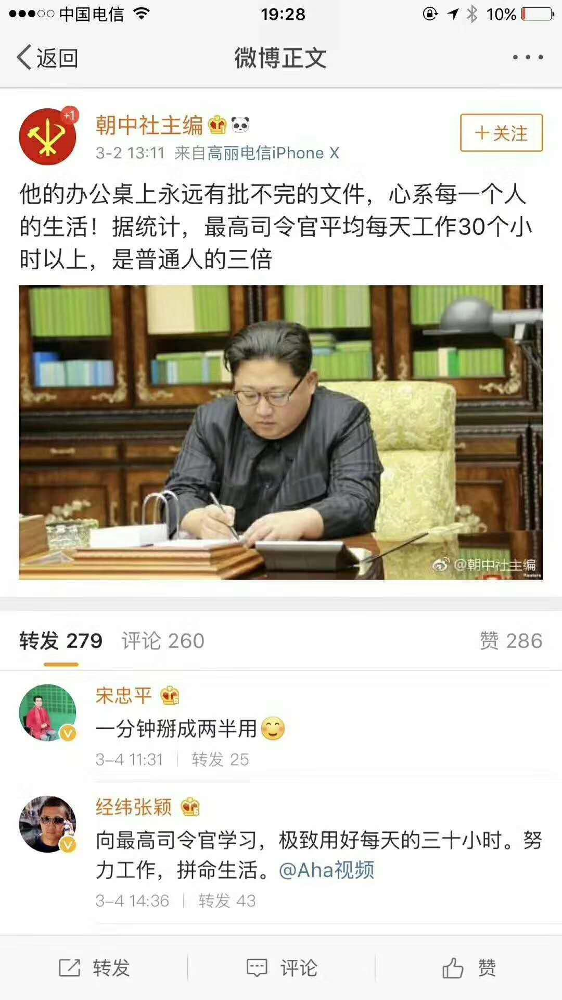 中国电信
19:28
10%
返回
微博正文
+1
朝中社主编
+关注
3-2 13:11 来自高丽电信iPhone X
他的办公桌上永远有批不完的文件，心系每一个人
的生活！据统计，最高司令官平均每天工作30个小
时以上，是普通人的三倍
@朝中社主编
转发 279 评论 260
赞 286
宋忠平
一分钟掰成两半用
3-4 11:31 | 转发 25
经纬张颖
向最高司令官学习，极致用好每天的三十小时。努
力工作，拼命生活。@Aha视频
3-4 14:36 | 转发 43
转发
评论
赞